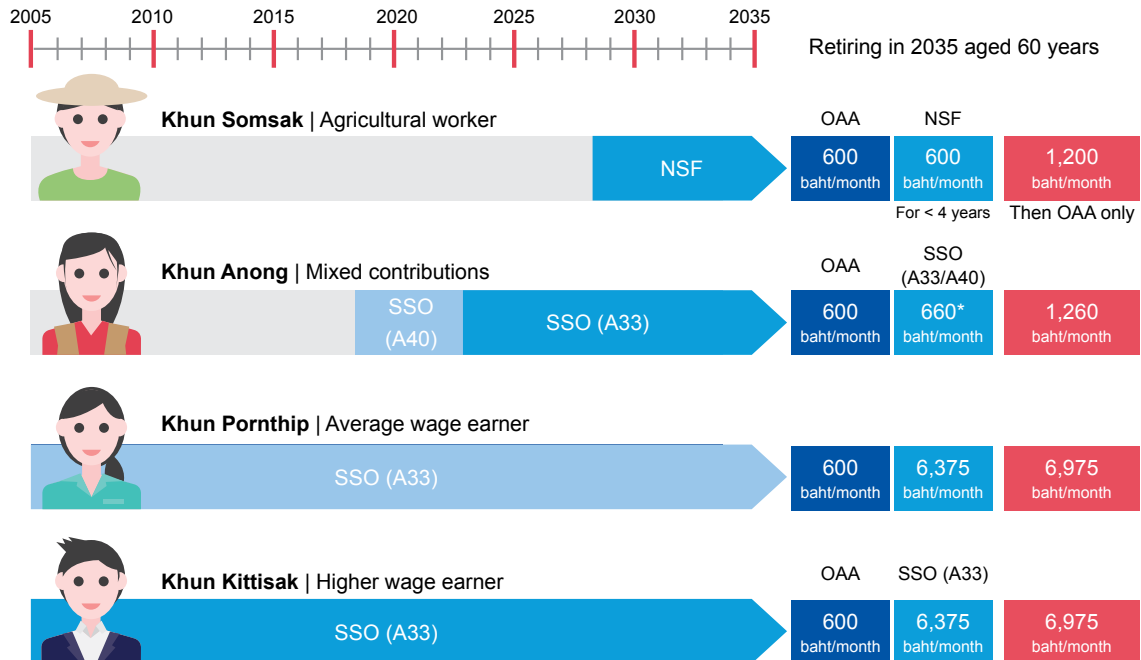 2005 2010 2015 2020 2025 2030 2035
Retiring in 2035 aged 60 years
Khun Somsak | Agricultural worker
OAA NSF
NSF
600 600 1,200
baht/month baht/month baht/month
For < 4 years Then OAA only
Khun Anong | Mixed contributions
OAA SSO
(A33/A40)
SSO
(A40)
SSO (A33)
600 660* 1,260
baht/month baht/month baht/month
Khun Pornthip | Average wage earner
SSO (A33)
600 6,375 6,975
baht/month baht/month baht/month
Khun Kittisak | Higher wage earner
OAA SSO (A33)
SSO (A33)
600 6,375 6,975
baht/month baht/month baht/month